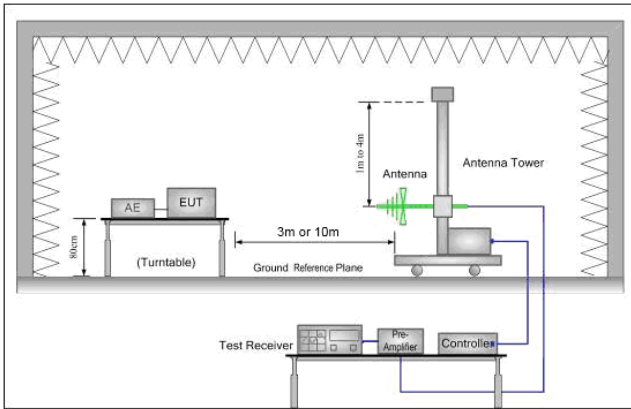 1m to 4m
Antenna
Antenna Tower
AE
EUT
80cm
(Turntable)
3m or 10m
Ground Reference Plane
Test Receiver
Pre-
Amplifier
Controlle